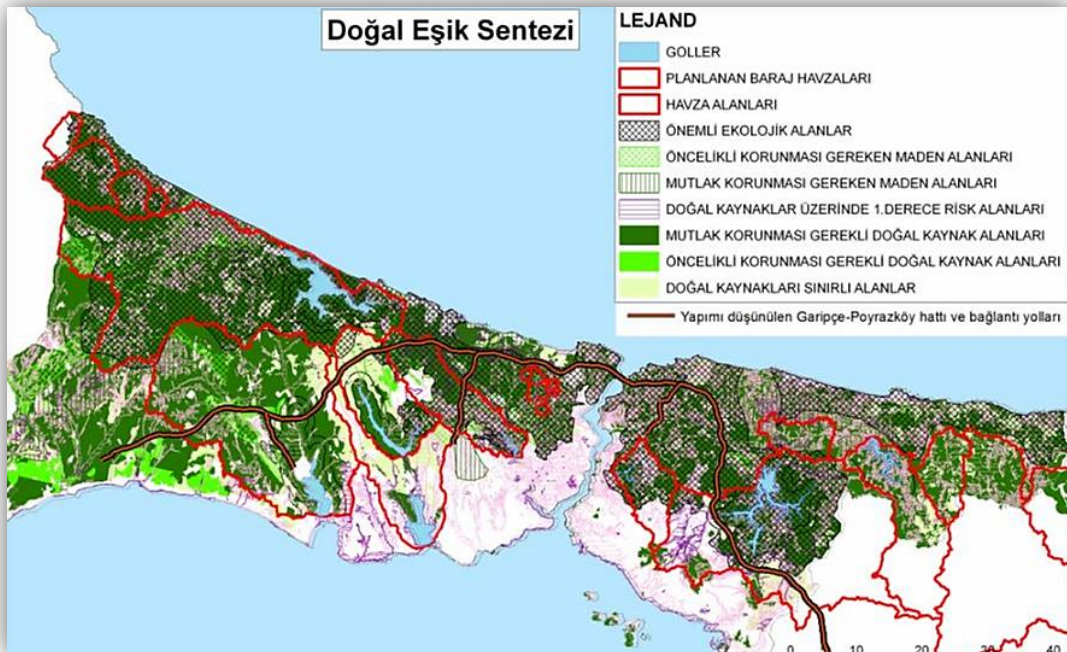 Doğal Eşik Sentezi
LEJAND
GOLLER
PLANLANAN BARAJ HAVZALARI
HAVZA ALANLARI
ÖNEMLİ EKOLOJİK ALANLAR
ÖNCELİKLİ KORUNMASI GEREKEN MADEN ALANLARI
MUTLAK KORUNMASI GEREKEN MADEN ALANLARI
DOĞAL KAYNAKLAR ÜZERİNDE 1.DERECE RİSK ALANLARI
MUTLAK KORUNMASI GEREKLİ DOĞAL KAYNAK ALANLARI
ÖNCELİKLİ KORUNMASI GEREKLİ DOĞAL KAYNAK ALANLARI
DOĞAL KAYNAKLARI SINIRLI ALANLAR
Yapımı düşünülen Garipçe-Poyrazköy hattı ve bağlantı yolları
0 10 20 30 40